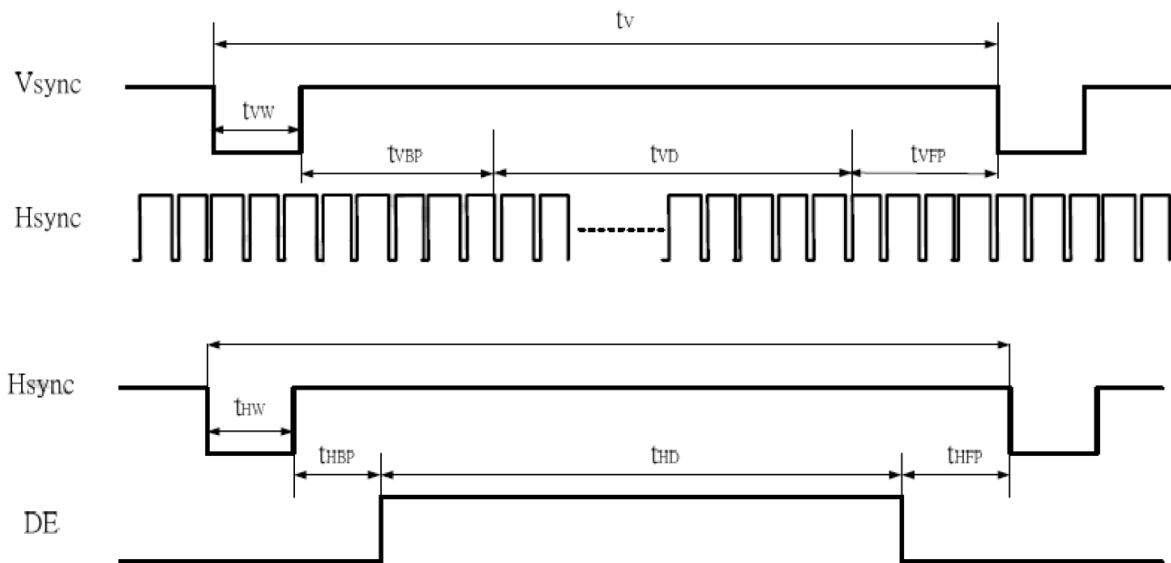 tV
Vsync
tVW
tVBP
tVD
tVFP
Hsync
Hsync
tHW
tHBP
tHD
tHFP
DE